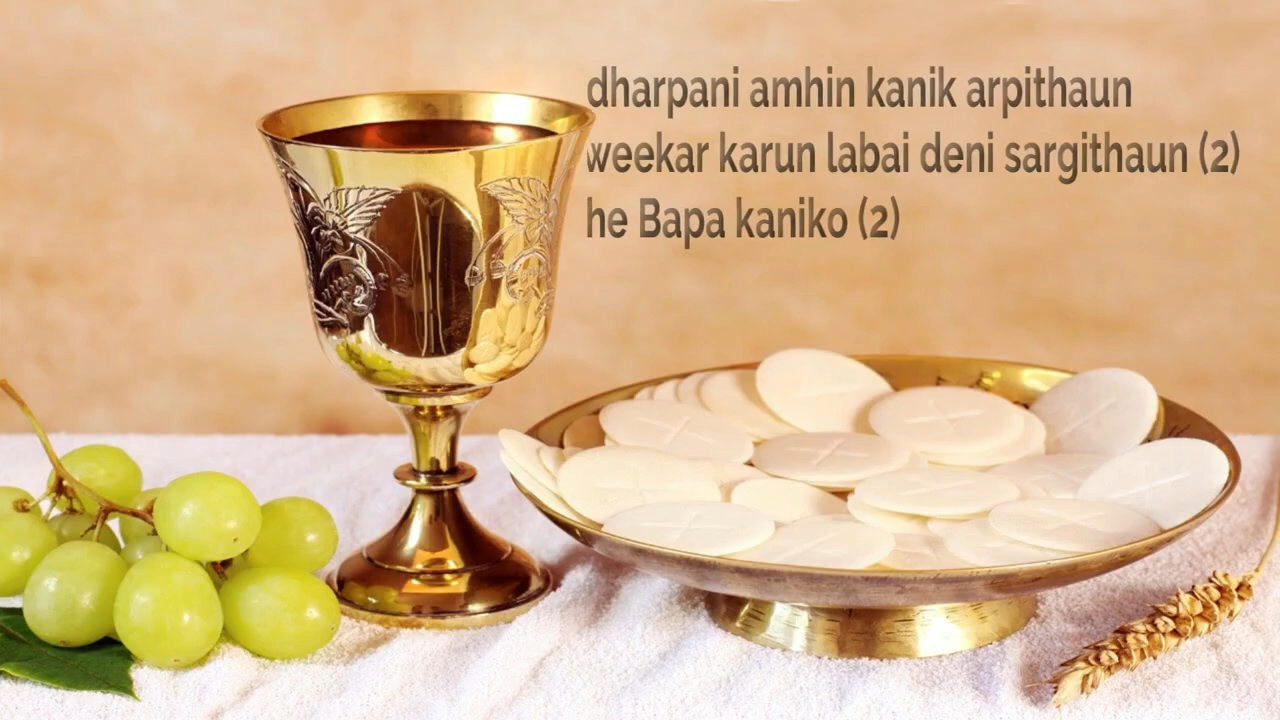 dharpani amhin kanik arpithaun
weekar karun labai deni sargithaun (2)
he Bapa kaniko (2)